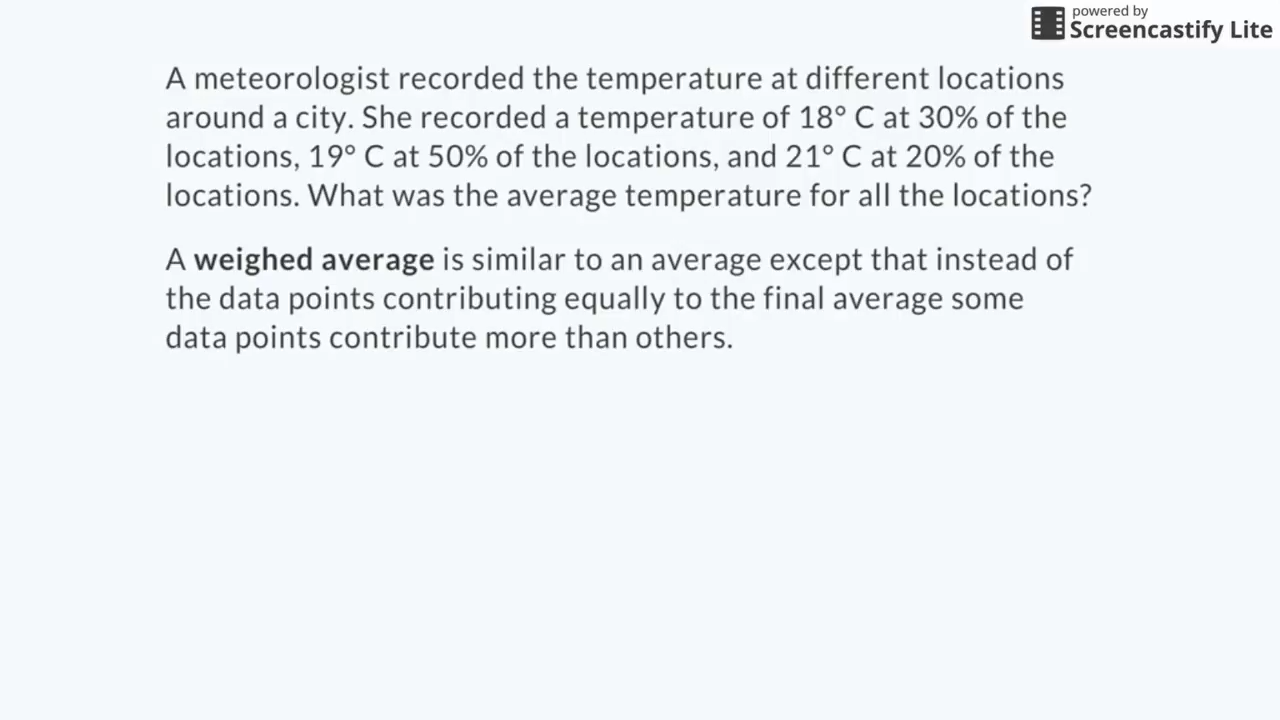 powered by
Screencastify Lite
A meteorologist recorded the temperature at different locations
around a city. She recorded a temperature of 18° C at 30% of the
locations, 19° C at 50% of the locations, and 21° C at 20% of the
locations. What was the average temperature for all the locations?
A weighed average is similar to an average except that instead of
the data points contributing equally to the final average some
data points contribute more than others.